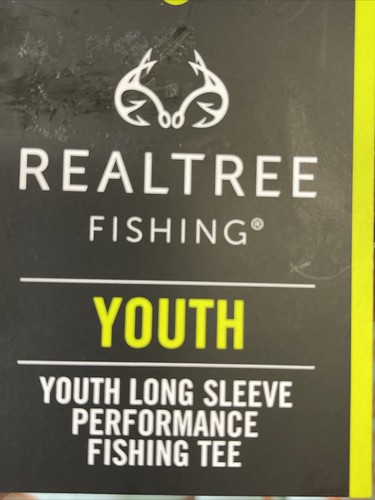 REALTREE
FISHING®
YOUTH
YOUTH LONG SLEEVE
PERFORMANCE
FISHING TEE